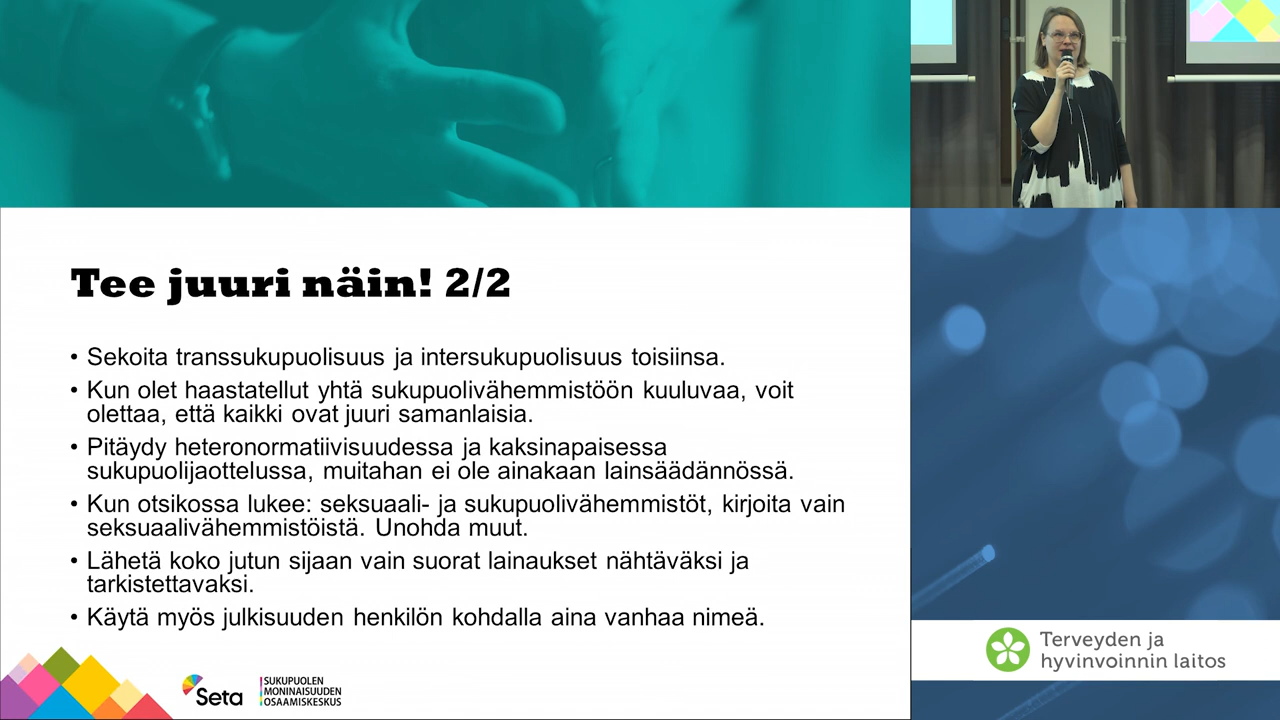 Tee juuri näin! 2/2
• Sekoita transsukupuolisuus ja intersukupuolisuus toisiinsa.
• Kun olet haastatellut yhtä sukupuolivähemmistöön kuuluvaa, voit
olettaa, että kaikki ovat juuri samanlaisia.
• Pitäydy heteronormatiivisuudessa ja kaksinapaisessa
sukupuolijaottelussa, muitahan ei ole ainakaan lainsäädännössä.
• Kun otsikossa lukee: seksuaali- ja sukupuolivähemmistöt, kirjoita vain
seksuaalivähemmistöistä. Unohda muut.
• Lähetä koko jutun sijaan vain suorat lainaukset nähtäväksi ja
tarkistettavaksi.
• Käytä myös julkisuuden henkilön kohdalla aina vanhaa nimeä.
Seta
SUKUPUOLEN
MONINAISUUDEN
OSAAMISKESKUS
Terveyden ja
hyvinvoinnin laitos